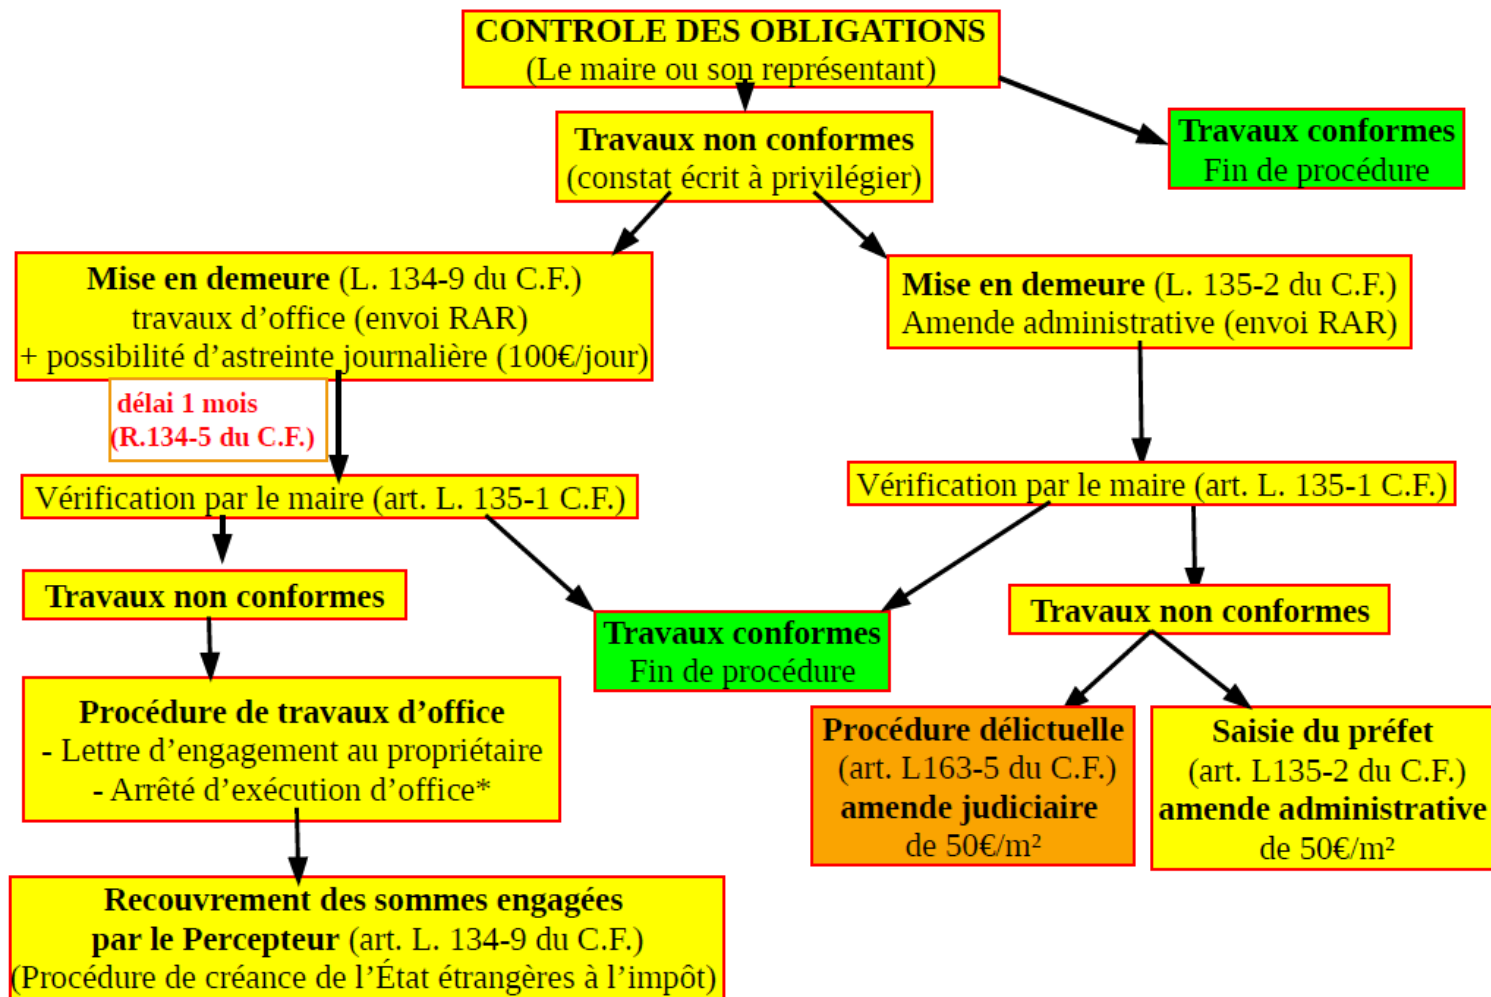 CONTROLE DES OBLIGATIONS
(Le maire ou son représentant)
Travaux non conformes
(constat écrit à privilégier)
Travaux conformes
Fin de procédure
Mise en demeure (L. 134-9 du C.F.)
travaux d’office (envoi RAR)
+ possibilité d’astreinte journalière (100€/jour)
Mise en demeure (L. 135-2 du C.F.)
Amende administrative (envoi RAR)
délai 1 mois
(R.134-5 du C.F.)
Vérification par le maire (art. L. 135-1 C.F.)
Vérification par le maire (art. L. 135-1 C.F.)
Travaux non conformes
Travaux conformes
Fin de procédure
Travaux non conformes
Procédure de travaux d’office
- Lettre d’engagement au propriétaire
- Arrêté d’exécution d’office*
Procédure délictuelle
(art. L163-5 du C.F.)
amende judiciaire
de 50€/m²
Saisie du préfet
(art. L135-2 du C.F.)
amende administrative
de 50€/m²
Recouvrement des sommes engagées
par le Percepteur (art. L. 134-9 du C.F.)
(Procédure de créance de l’État étrangères à l’impôt)